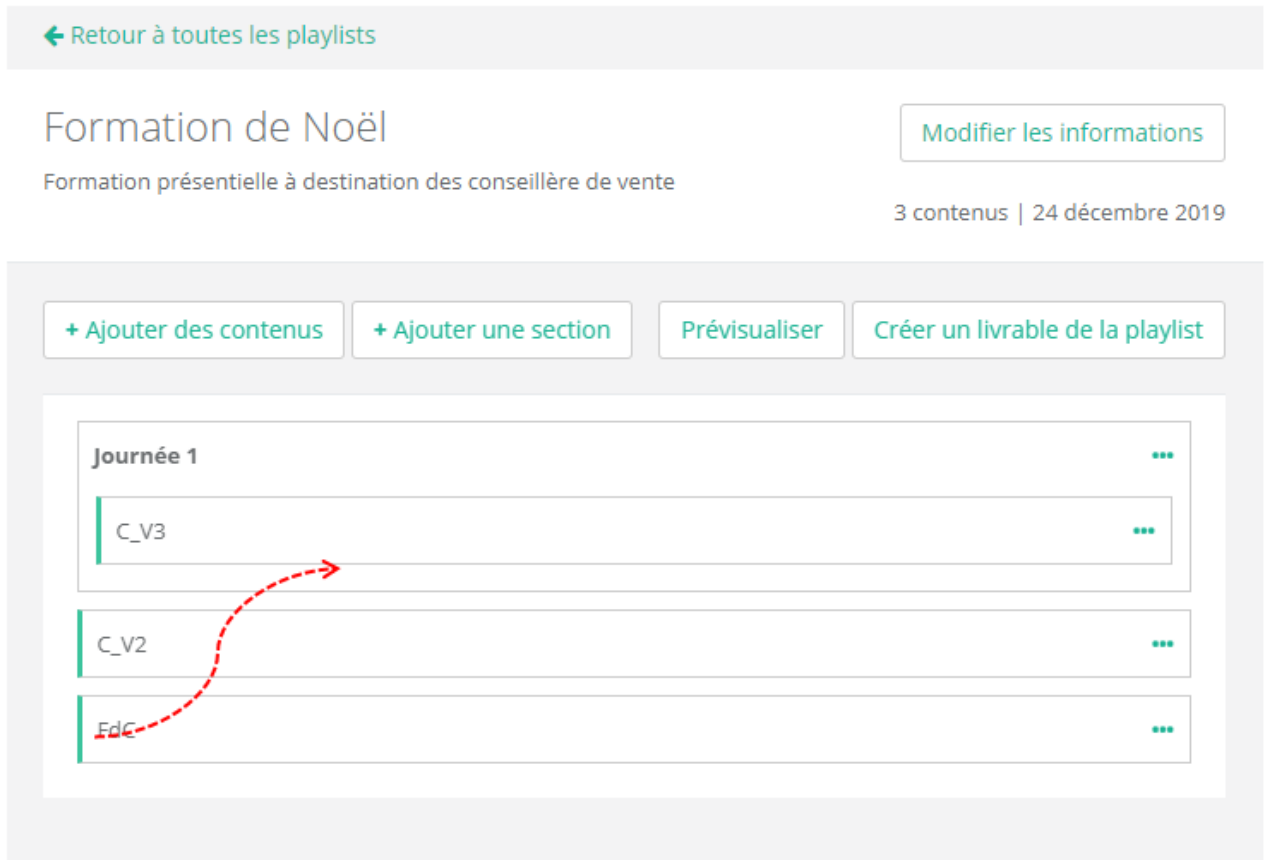 Retour à toutes les playlists
Formation de Noël
Modifier les informations
Formation présentielle à destination des conseillère de vente
3 contenus | 24 décembre 2019
+ Ajouter des contenus + Ajouter une section Prévisualiser Créer un livrable de la playlist
Journée 1
C_V3
C_V2
FdC